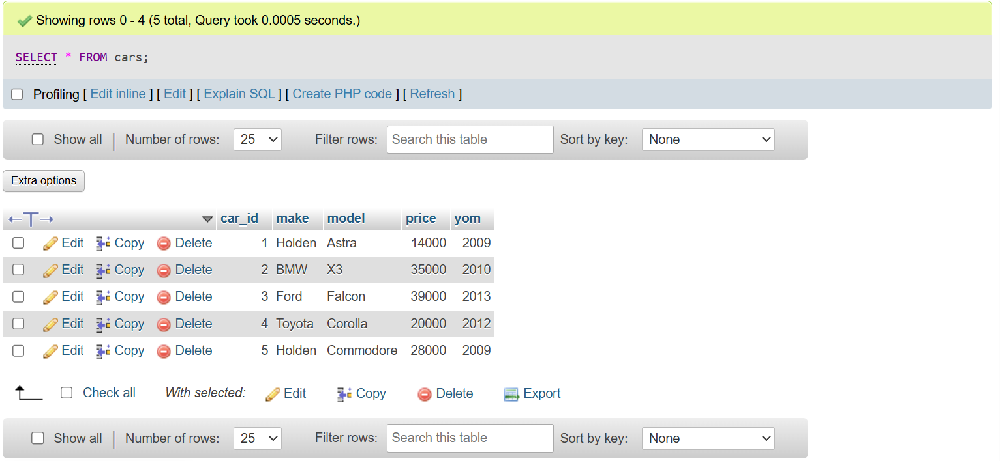 Showing rows 0 - 4 (5 total, Query took 0.0005 seconds.)
SELECT * FROM cars;
Profiling [ Edit inline ] [ Edit ] [ Explain SQL ] [ Create PHP code ] [ Refresh ]
Show all | Number of rows: 25 Filter rows: Search this table Sort by key: None
Extra options
←T→ car_id make model price yom
Edit Copy Delete 1 Holden Astra 14000 2009
Edit Copy Delete 2 BMW X3 35000 2010
Edit Copy Delete 3 Ford Falcon 39000 2013
Edit Copy Delete 4 Toyota Corolla 20000 2012
Edit Copy Delete 5 Holden Commodore 28000 2009
Check all With selected: Edit Copy Delete Export
Show all | Number of rows: 25 Filter rows: Search this table Sort by key: None